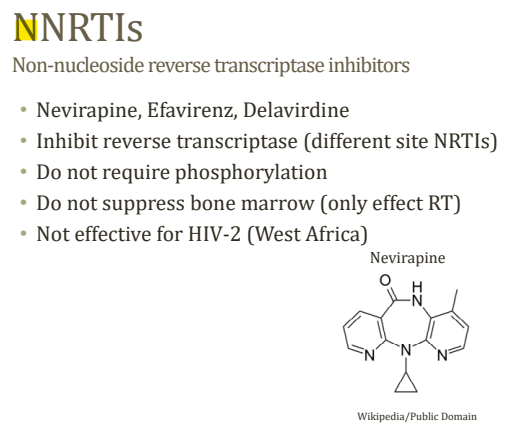 NNRTIs
Non-nucleoside reverse transcriptase inhibitors
• Nevirapine, Efavirenz, Delavirdine
• Inhibit reverse transcriptase (different site NRTIs)
• Do not require phosphorylation
• Do not suppress bone marrow (only effect RT)
• Not effective for HIV-2 (West Africa)
Nevirapine
O
H
N
N
N
N
Wikipedia/Public Domain